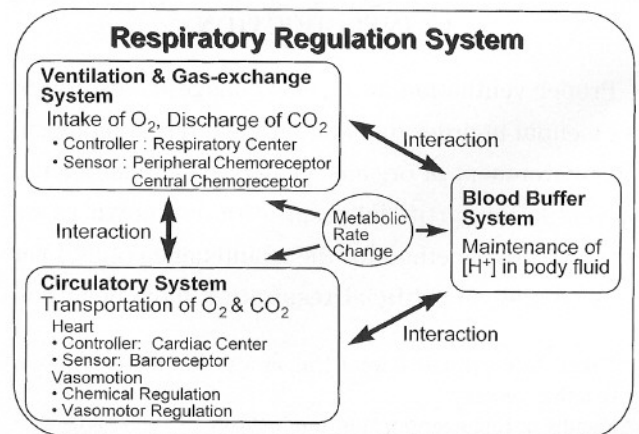 Respiratory Regulation System
Ventilation & Gas-exchange
System
Intake of O₂, Discharge of CO₂
• Controller : Respiratory Center
• Sensor : Peripheral Chemoreceptor
Central Chemoreceptor
Interaction
Interaction
Metabolic
Rate
Change
Blood Buffer
System
Maintenance of
[H⁺] in body fluid
Circulatory System
Transportation of O₂ & CO₂
Heart
• Controller: Cardiac Center
• Sensor: Baroreceptor
Vasomotion
• Chemical Regulation
• Vasomotor Regulation
Interaction